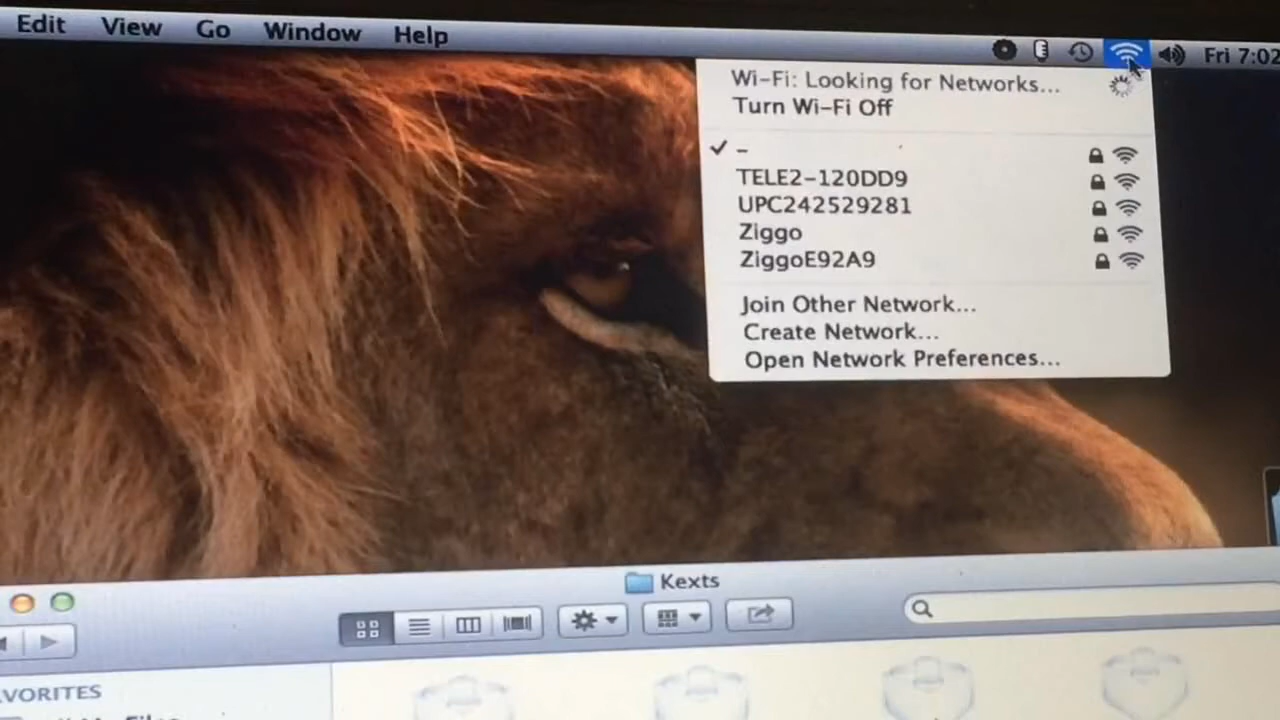 Edit View Go Window Help Fri 7:02
Wi-Fi: Looking for Networks...
Turn Wi-Fi Off
–
TELE2-120DD9
UPC242529281
Ziggo
ZiggoE92A9
Join Other Network...
Create Network...
Open Network Preferences...
Kexts
VORITES